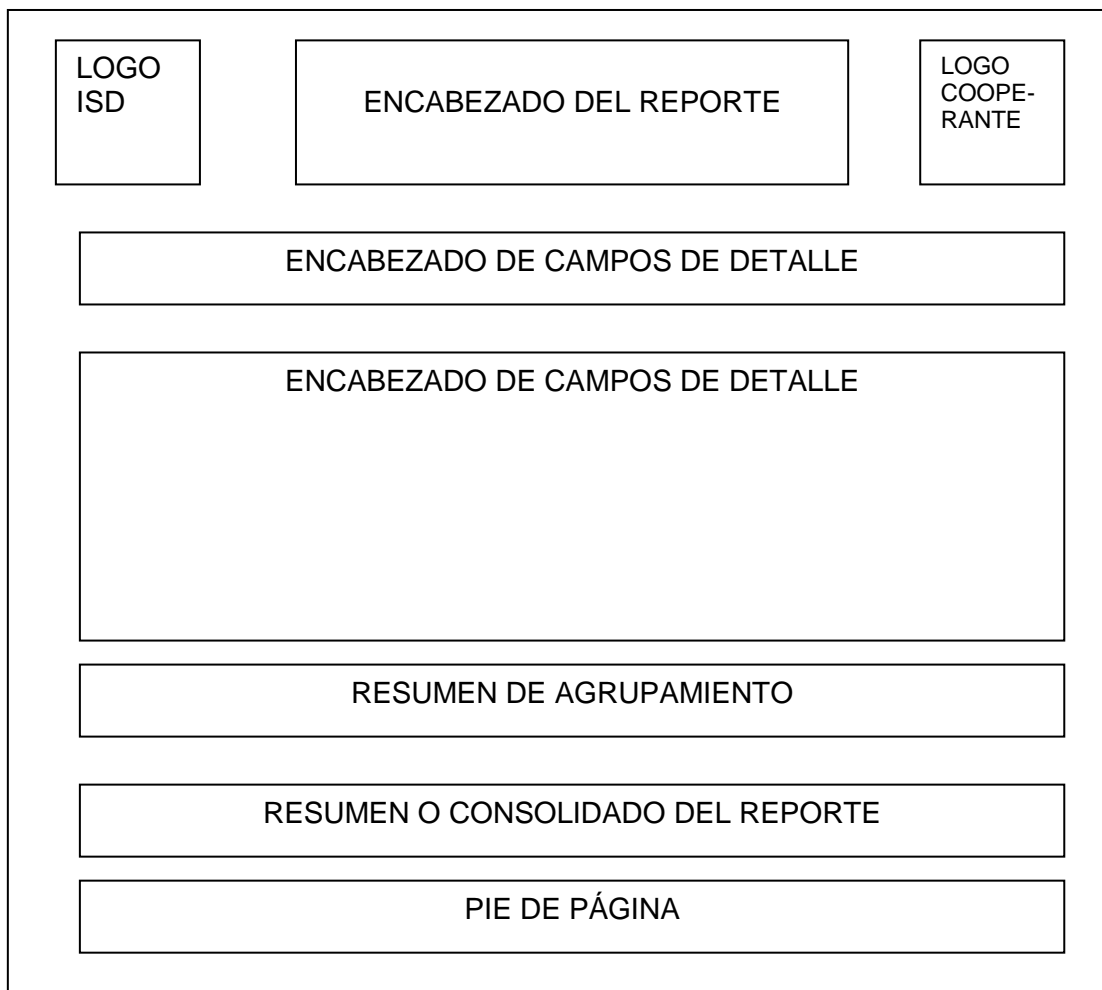 LOGO
ISD
ENCABEZADO DEL REPORTE
LOGO
COOPE-
RANTE
ENCABEZADO DE CAMPOS DE DETALLE
ENCABEZADO DE CAMPOS DE DETALLE
RESUMEN DE AGRUPAMIENTO
RESUMEN O CONSOLIDADO DEL REPORTE
PIE DE PÁGINA